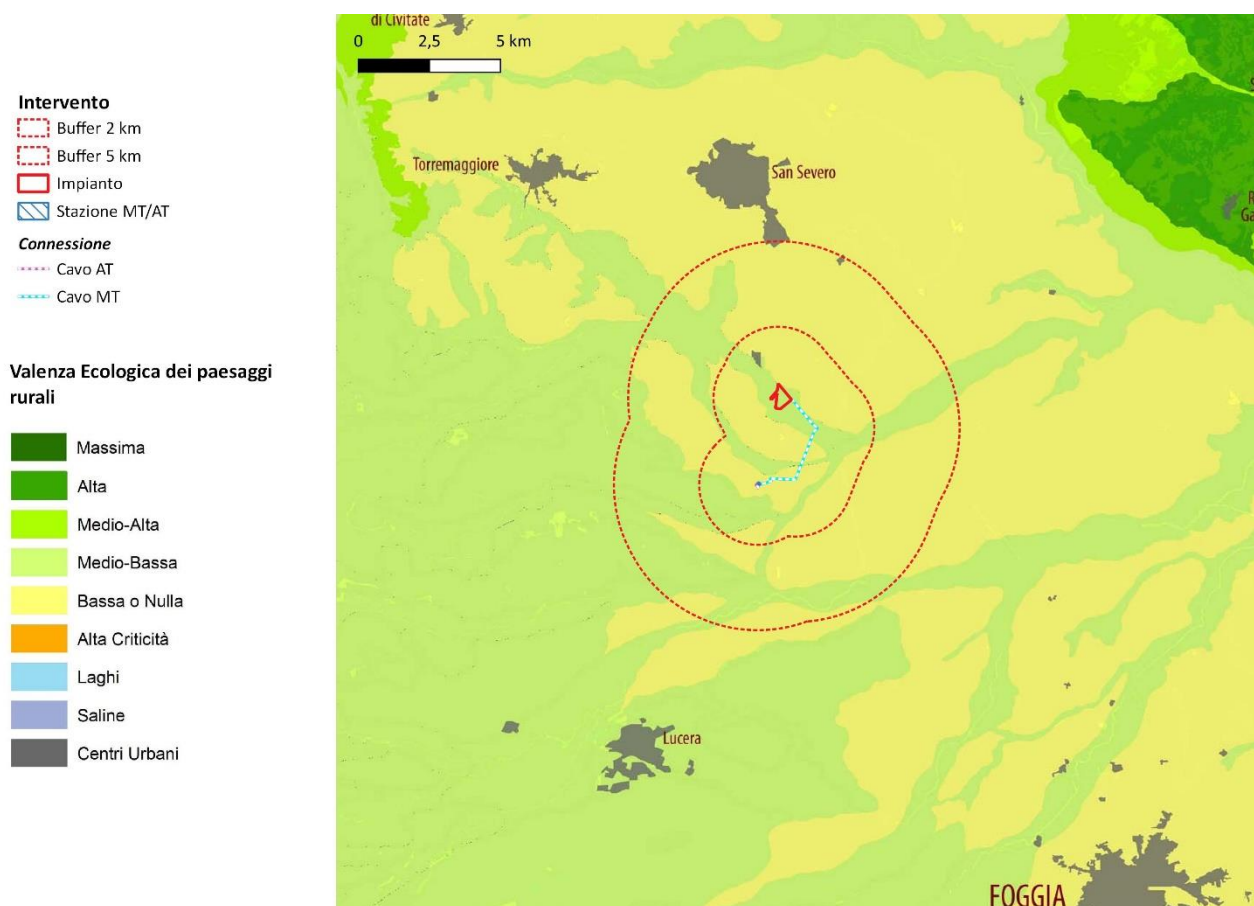 Intervento
Buffer 2 km
Buffer 5 km
Impianto
Stazione MT/AT
Connessione
Cavo AT
Cavo MT
Valenza Ecologica dei paesaggi
rurali
Massima
Alta
Medio-Alta
Medio-Bassa
Bassa o Nulla
Alta Criticità
Laghi
Saline
Centri Urbani
di Civitate
0 2,5 5 km
Torremaggiore
San Severo
Lucera
FOGGIA